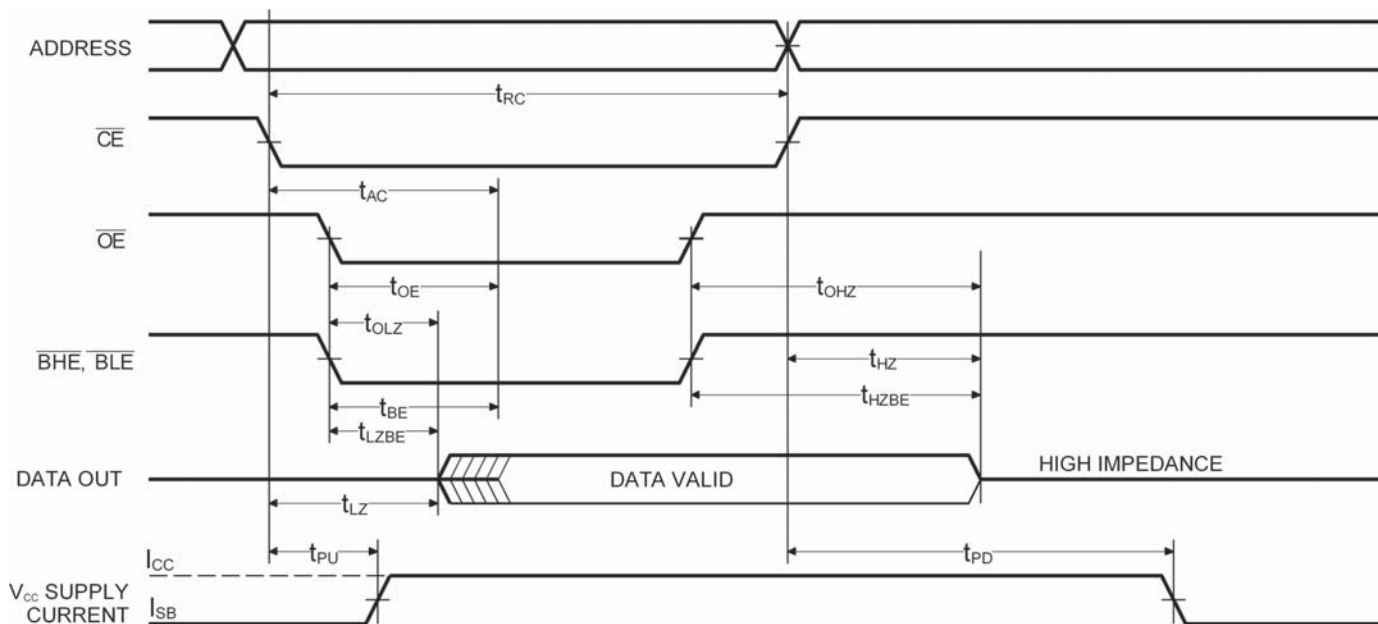 ADDRESS
tRC
CE
tAC
OE
tOE
tOHZ
tOLZ
BHE, BLE
tHZ
tBE
tHZBE
tLZBE
DATA OUT
DATA VALID
HIGH IMPEDANCE
tLZ
tPU
tPD
ICC
Vcc SUPPLY
CURRENT
ISB